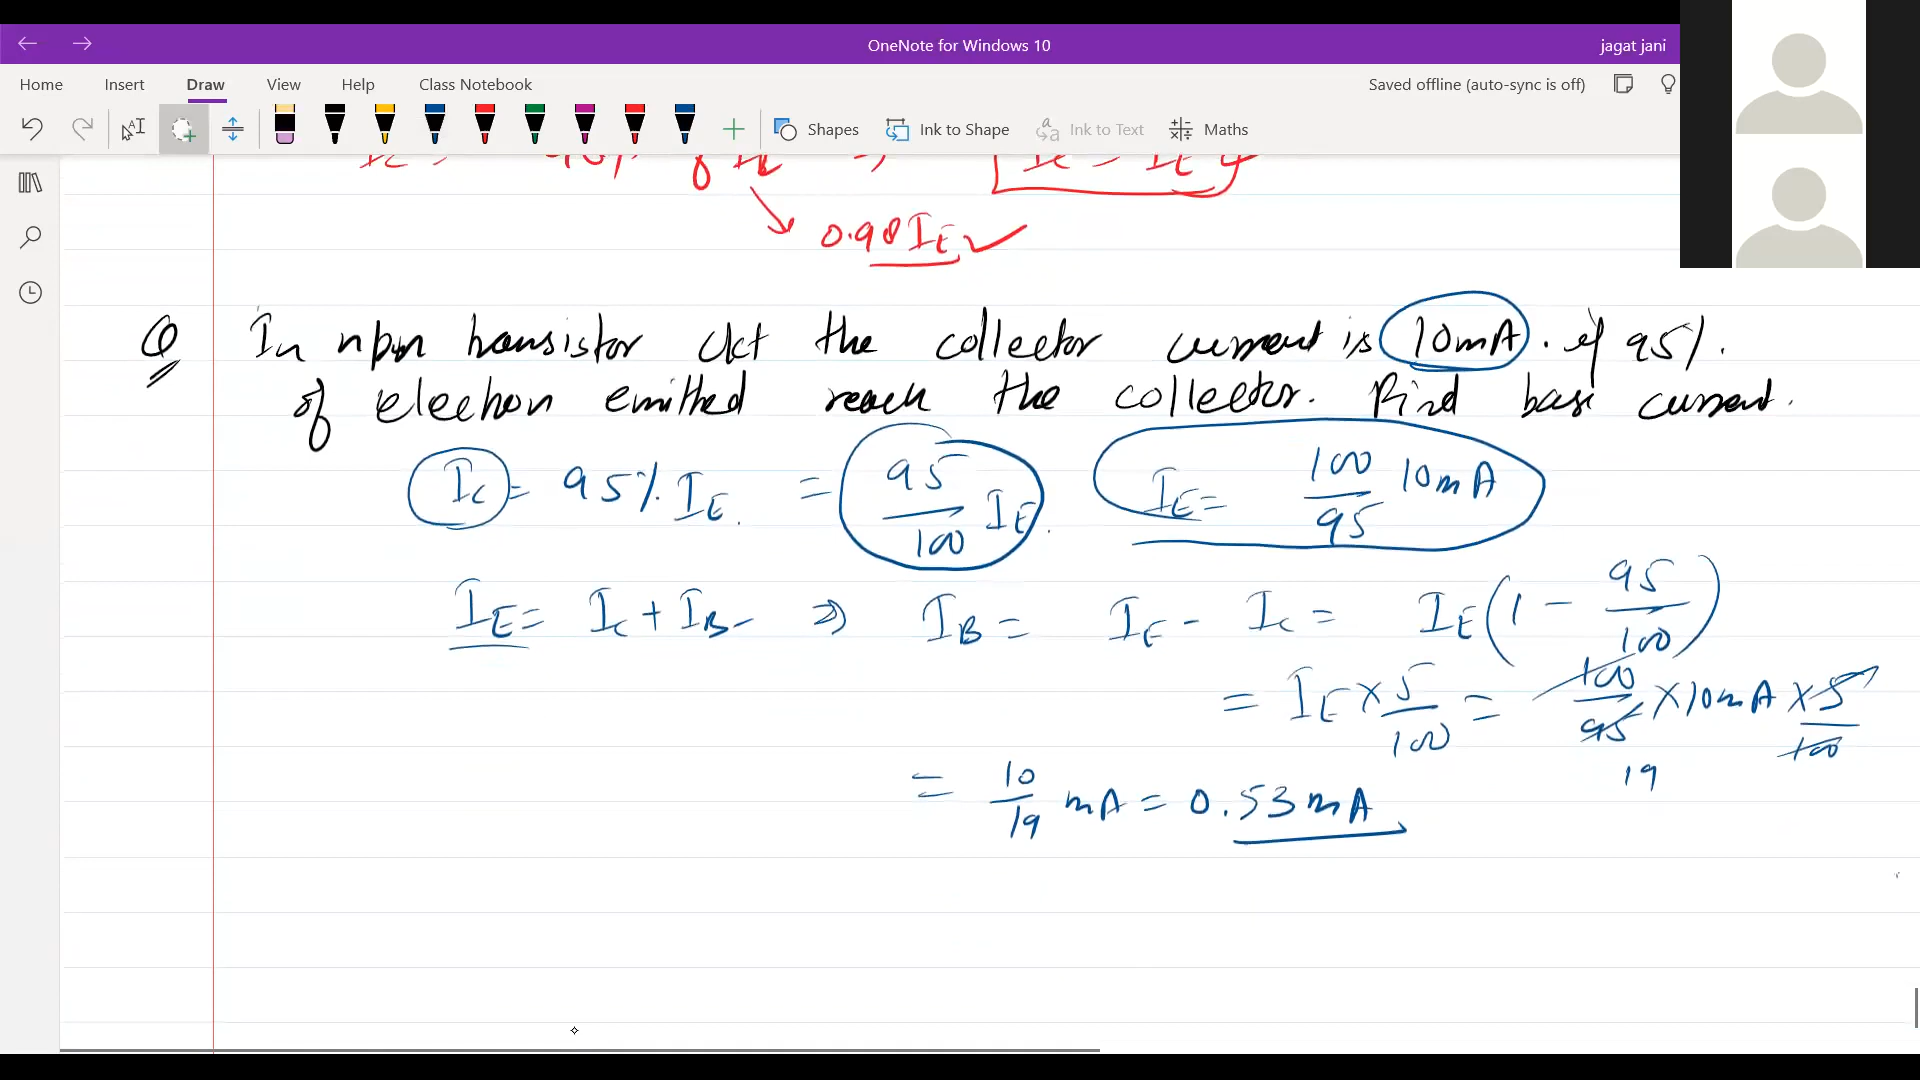 OneNote for Windows 10
jagat jani
Home Insert Draw View Help Class Notebook
Saved offline (auto-sync is off)
Shapes Ink to Shape Ink to Text Maths
0.98 I_E ✓
Q In npn transistor ckt the collector current is 10mA. if 95%.
of electron emitted reach the collector. Find base current.
I_C = 95% I_E. = 95/100 I_E. I_E = 100/95 10mA
I_E = I_C + I_B ⇒ I_B = I_E - I_C = I_E (1 - 95/100)
= I_E × 5/100 = 100/95 × 10mA × 5/100
19
= 10/19 mA = 0.53 mA